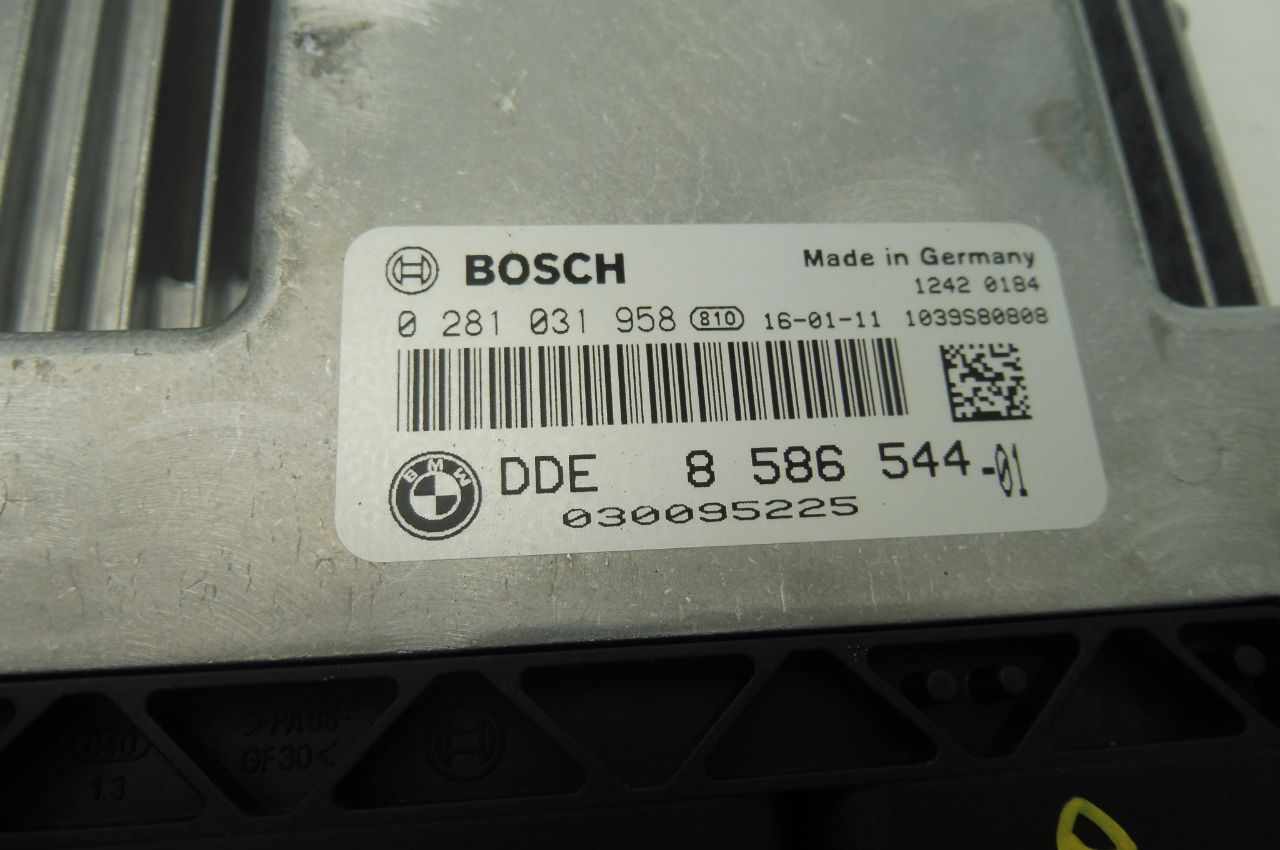 BOSCH
Made in Germany
1242 0184
0 281 031 958 810 16-01-11 1039S80808
BMW DDE 8 586 544-01
030095225
>PA66-
GF30<
1.3